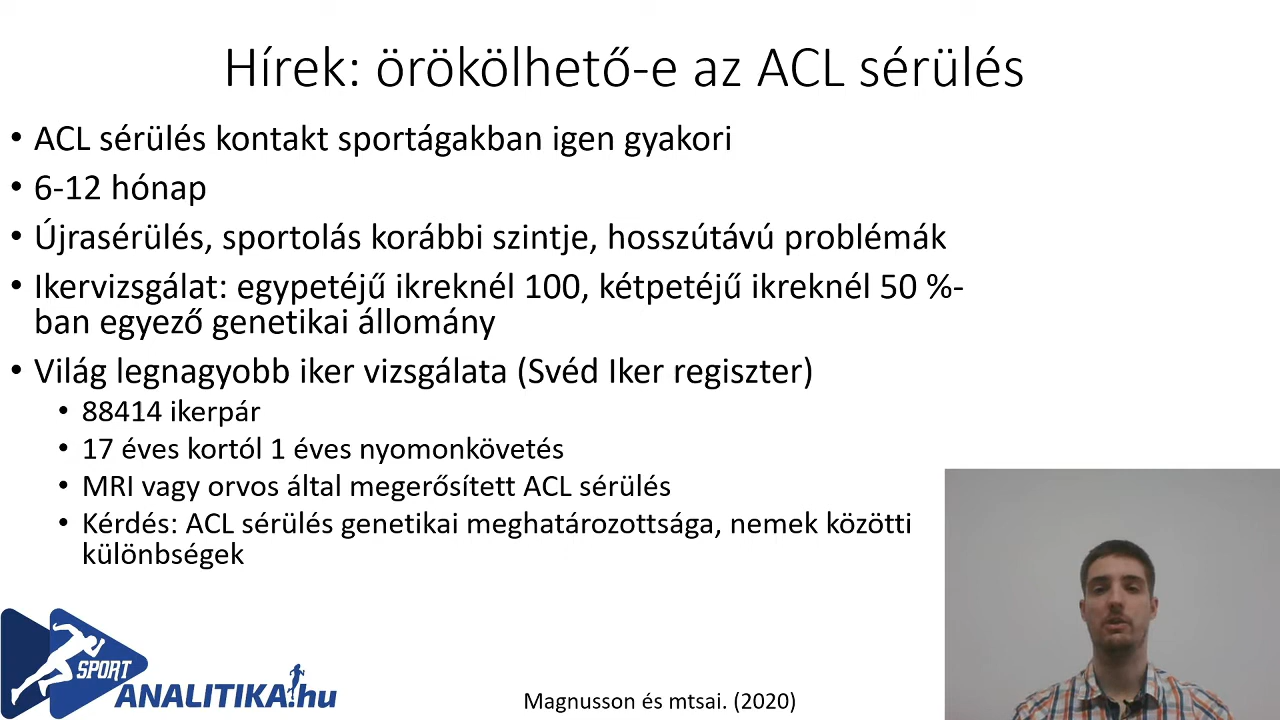 Hírek: örökölhető-e az ACL sérülés
• ACL sérülés kontakt sportágakban igen gyakori
• 6-12 hónap
• Újrasérülés, sportolás korábbi szintje, hosszútávú problémák
• Ikervizsgálat: egypetéjű ikreknél 100, kétpetéjű ikreknél 50 %-
ban egyező genetikai állomány
• Világ legnagyobb iker vizsgálata (Svéd Iker regiszter)
• 88414 ikerpár
• 17 éves kortól 1 éves nyomonkövetés
• MRI vagy orvos által megerősített ACL sérülés
• Kérdés: ACL sérülés genetikai meghatározottsága, nemek közötti
különbségek
SPORT
ANALITIKA.hu
Magnusson és mtsai. (2020)